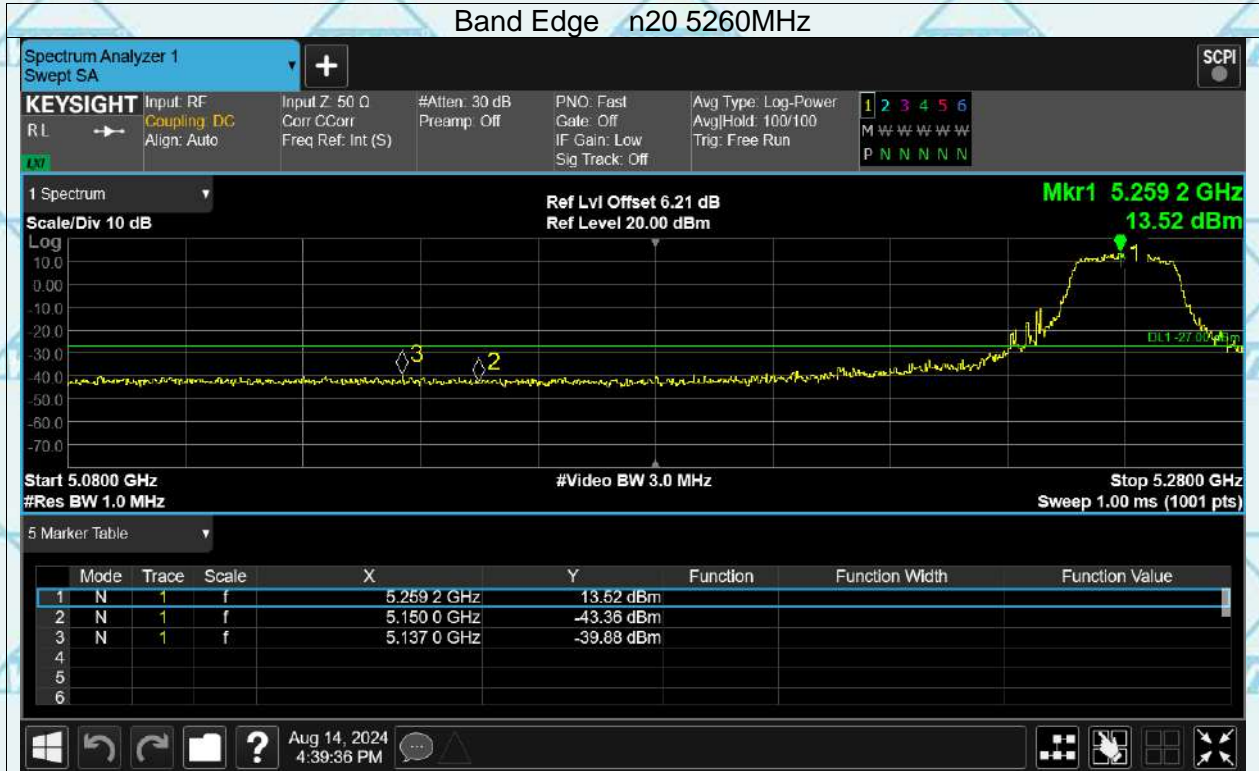 Band Edge n20 5260MHz
Spectrum Analyzer 1
Swept SA
+
SCPI
KEYSIGHT
RL
LXI
Input: RF
Coupling: DC
Align: Auto
Input Z: 50 Ω
Corr CCorr
Freq Ref: Int (S)
#Atten: 30 dB
Preamp: Off
PNO: Fast
Gate: Off
IF Gain: Low
Sig Track: Off
Avg Type: Log-Power
Avg|Hold: 100/100
Trig: Free Run
1 2 3 4 5 6
M W W W W W
P N N N N N
1 Spectrum
Scale/Div 10 dB
Ref Lvl Offset 6.21 dB
Ref Level 20.00 dBm
Mkr1 5.259 2 GHz
13.52 dBm
Log
10.0
0.00
-10.0
-20.0
-30.0
-40.0
-50.0
-60.0
-70.0
1
DL1 -27.00 dBm
3
2
Start 5.0800 GHz
#Video BW 3.0 MHz
Stop 5.2800 GHz
#Res BW 1.0 MHz
Sweep 1.00 ms (1001 pts)
5 Marker Table
Mode Trace Scale X Y Function Function Width Function Value
1 N 1 f 5.259 2 GHz 13.52 dBm
2 N 1 f 5.150 0 GHz -43.36 dBm
3 N 1 f 5.137 0 GHz -39.88 dBm
4
5
6
?
Aug 14, 2024
4:39:36 PM